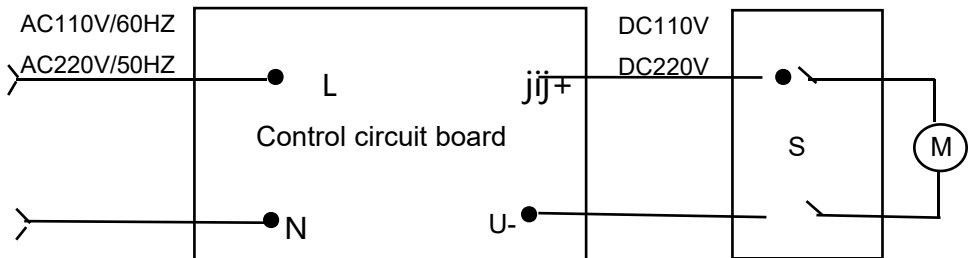 AC110V/60HZ
DC110V
AC220V/50HZ
DC220V
L
jij+
Control circuit board
S
M
N
U-